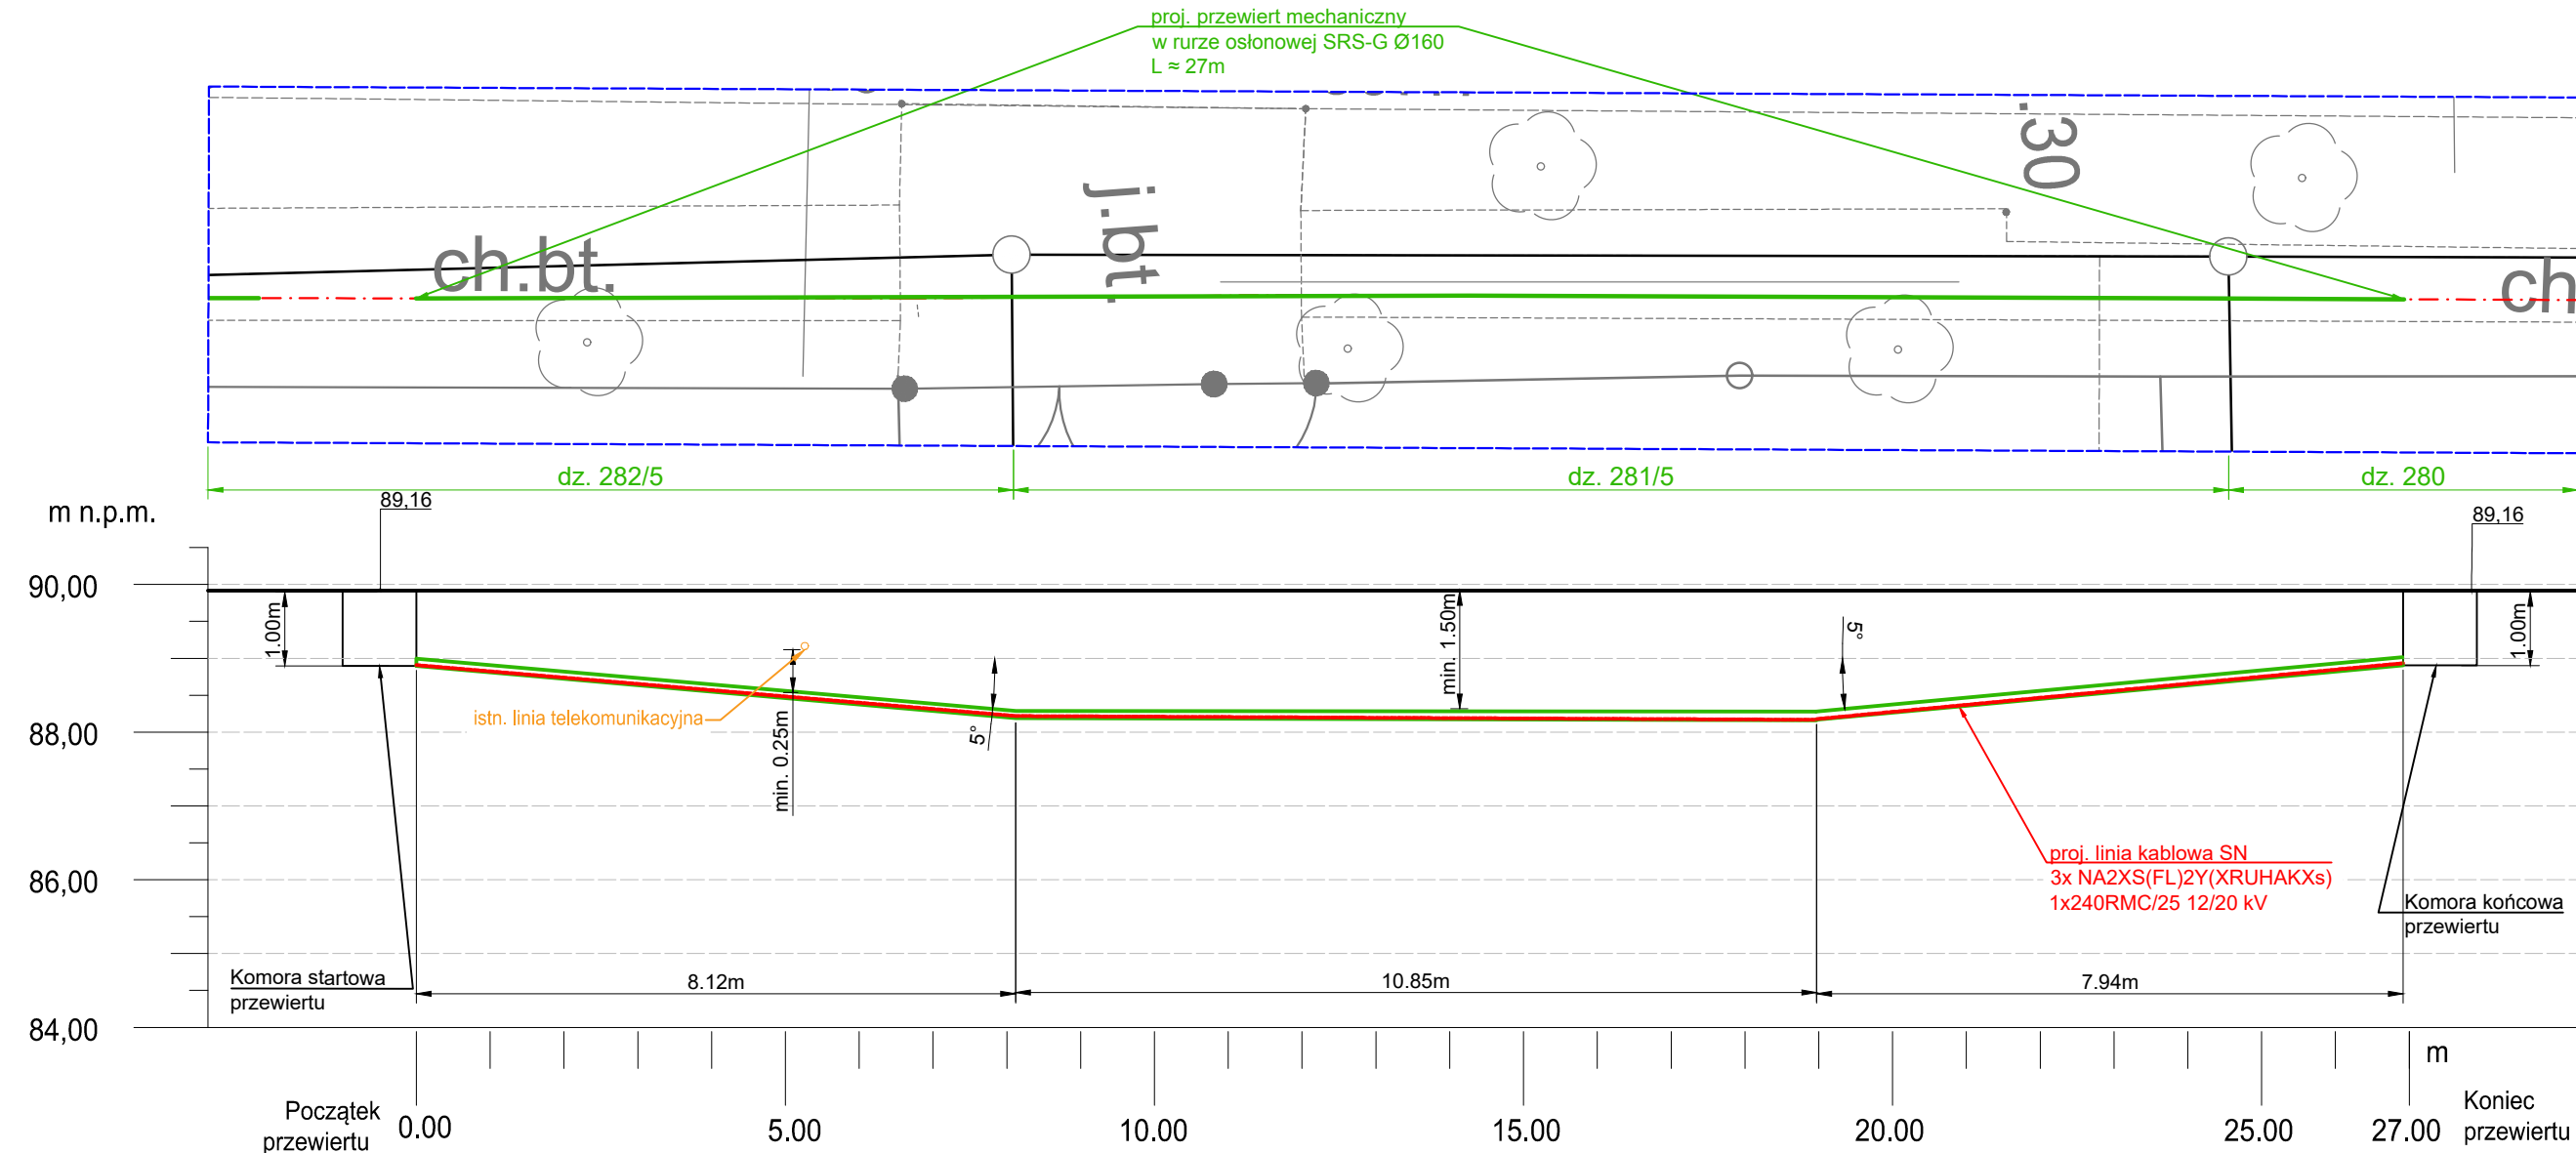 proj. przewiert mechaniczny
w rurze osłonowej SRS-G Ø160
L ≈ 27m
.30
j.bt.
ch.bt.
ch
dz. 282/5
dz. 281/5
dz. 280
m n.p.m.
89,16
89,16
90,00
88,00
86,00
84,00
1.00m
min. 1.50m
5°
1.00m
istn. linia telekomunikacyjna
min. 0.25m
5°
proj. linia kablowa SN
3x NA2XS(FL)2Y(XRUHAKXs)
1x240RMC/25 12/20 kV
Komora końcowa
przewiertu
Komora startowa
przewiertu
8.12m
10.85m
7.94m
m
Początek
przewiertu
0.00
5.00
10.00
15.00
20.00
25.00
27.00
Koniec
przewiertu